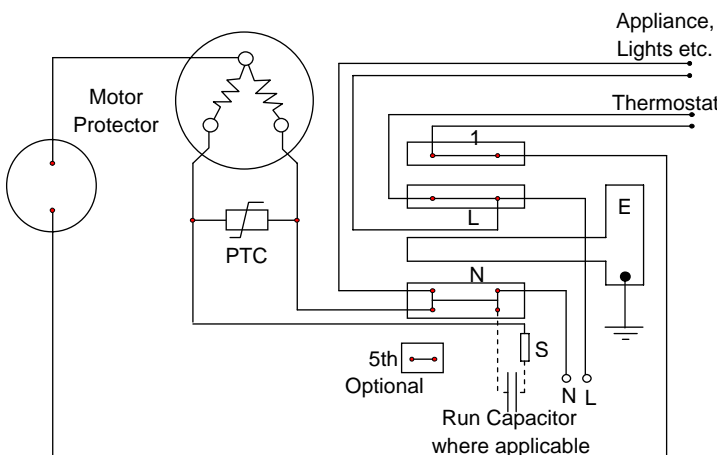 Appliance,
Lights etc.
Motor
Protector
Thermostat
1
L
E
PTC
N
5th
Optional
S
N L
Run Capacitor
where applicable